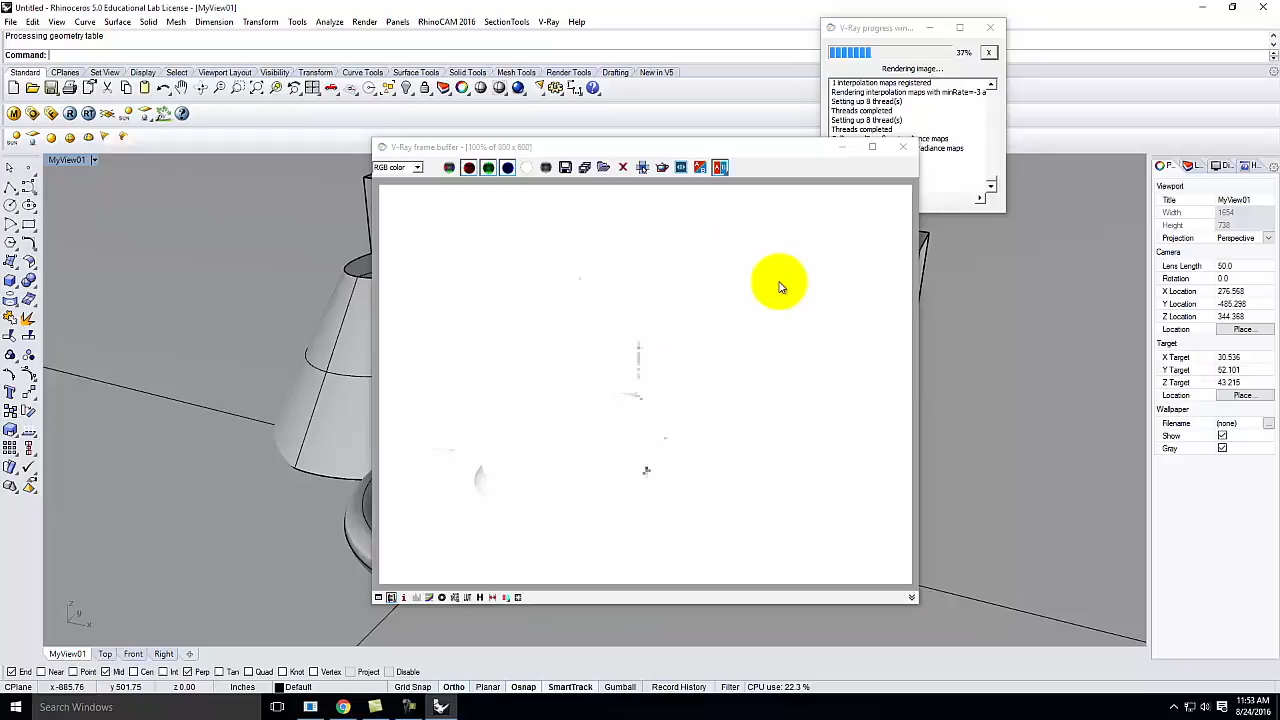 Untitled - Rhinoceros 5.0 Educational Lab License - [MyView01]
File Edit View Curve Surface Solid Mesh Dimension Transform Tools Analyze Render Panels RhinoCAM 2016 SectionTools V-Ray Help
Processing geometry table
Command:
Standard CPlanes Set View Display Select Viewport Layout Visibility Transform Curve Tools Surface Tools Solid Tools Mesh Tools Render Tools Drafting New in V5
MyView01
V-Ray progress win...
37% X
Rendering image...
1 interpolation maps registered
Rendering interpolation maps with minRate=-3 a
Setting up 8 thread(s)
Threads completed
Setting up 8 thread(s)
Threads completed
V-Ray frame buffer - [100% of 800 x 600]
RGB color
Viewport
Title MyView01
Width 1654
Height 738
Projection Perspective
Camera
Lens Length 50.0
Rotation 0.0
X Location 276.568
Y Location -485.298
Z Location 344.368
Location Place...
Target
X Target 30.536
Y Target 52.101
Z Target 43.215
Location Place...
Wallpaper
Filename (none) ...
Show
Gray
z
y
x
MyView01 Top Front Right
End Near Point Mid Cen Int Perp Tan Quad Knot Vertex Project Disable
CPlane x -885.76 y 501.75 z 0.00 Inches Default Grid Snap Ortho Planar Osnap SmartTrack Gumball Record History Filter CPU use: 22.3 %
Search Windows
11:53 AM
8/24/2016